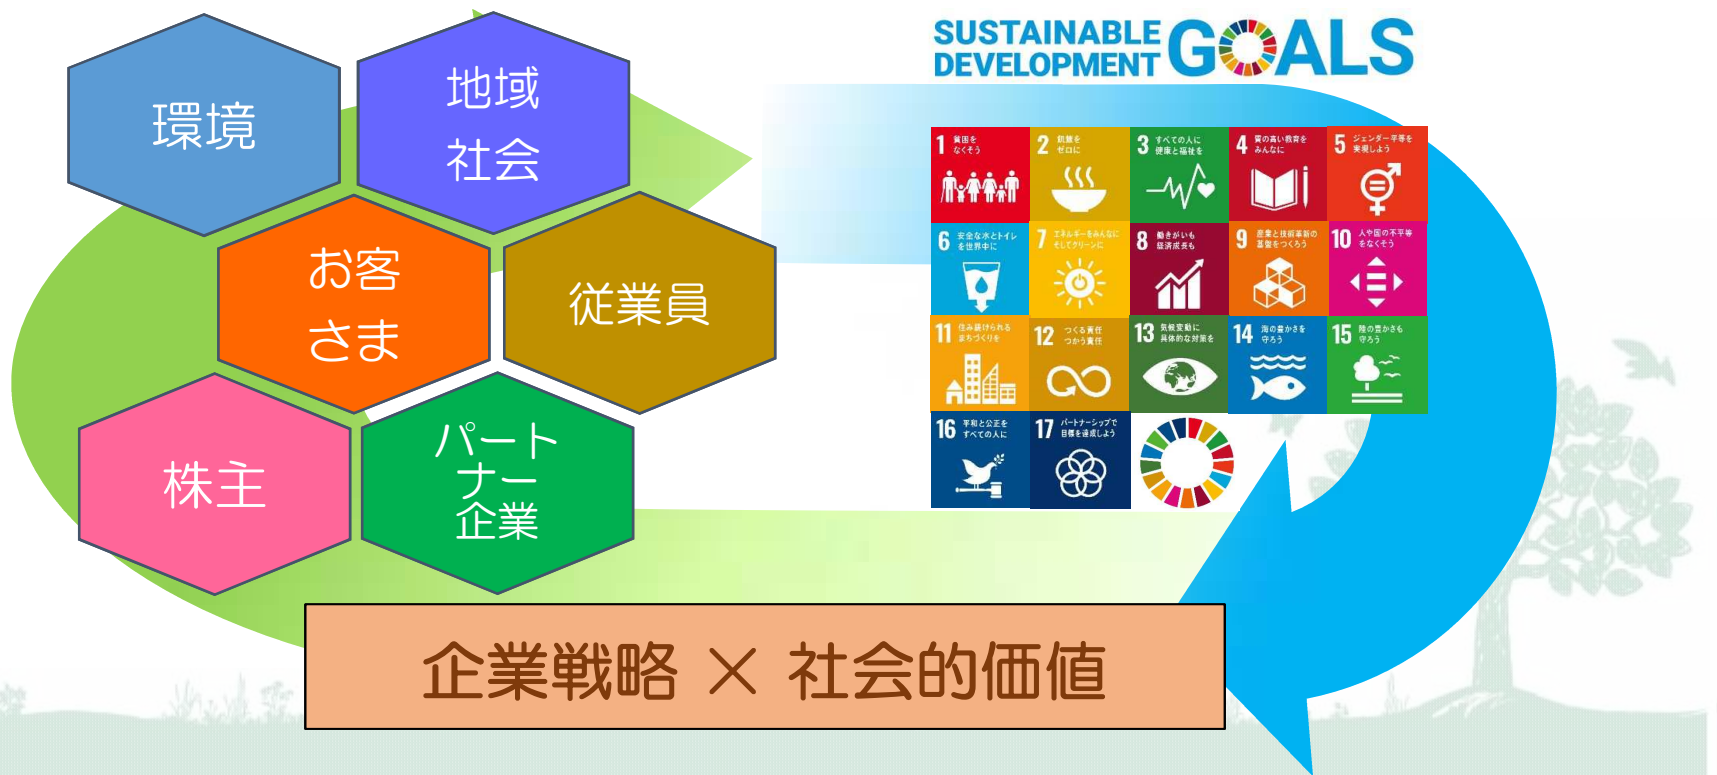 環境
地域
社会
お客
さま
従業員
株主
パート
ナー
企業
SUSTAINABLE
DEVELOPMENT
GOALS
1 貧困を
なくそう
2 飢餓を
ゼロに
3 すべての人に
健康と福祉を
4 質の高い教育を
みんなに
5 ジェンダー平等を
実現しよう
6 安全な水とトイレ
を世界中に
7 エネルギーをみんなに
そしてクリーンに
8 働きがいも
経済成長も
9 産業と技術革新の
基盤をつくろう
10 人や国の不平等
をなくそう
11 住み続けられる
まちづくりを
12 つくる責任
つかう責任
13 気候変動に
具体的な対策を
14 海の豊かさを
守ろう
15 陸の豊かさも
守ろう
16 平和と公正を
すべての人に
17 パートナーシップで
目標を達成しよう
企業戦略 × 社会的価値